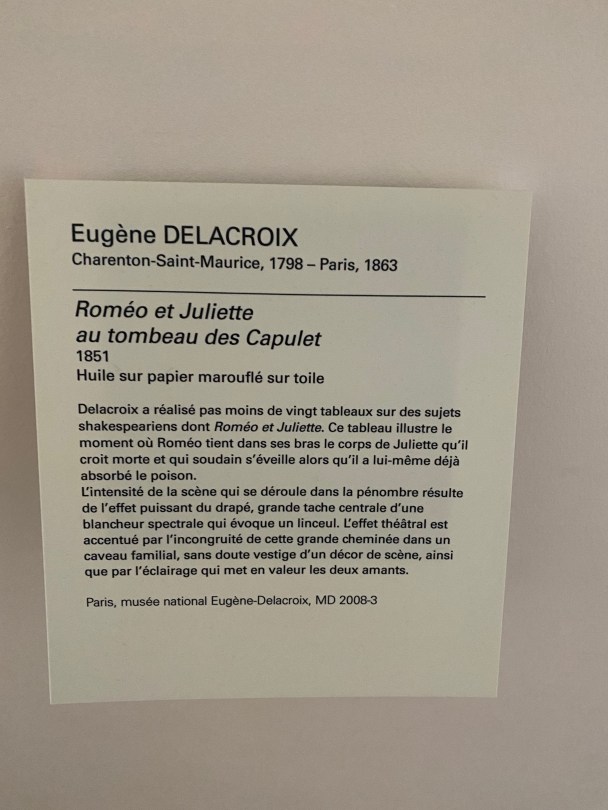 Eugène DELACROIX
Charenton-Saint-Maurice, 1798 – Paris, 1863
Roméo et Juliette
au tombeau des Capulet
1851
Huile sur papier marouflé sur toile
Delacroix a réalisé pas moins de vingt tableaux sur des sujets
shakespeariens dont Roméo et Juliette. Ce tableau illustre le
moment où Roméo tient dans ses bras le corps de Juliette qu'il
croit morte et qui soudain s'éveille alors qu'il a lui-même déjà
absorbé le poison.
L'intensité de la scène qui se déroule dans la pénombre résulte
de l'effet puissant du drapé, grande tache centrale d'une
blancheur spectrale qui évoque un linceul. L'effet théâtral est
accentué par l'incongruité de cette grande cheminée dans un
caveau familial, sans doute vestige d'un décor de scène, ainsi
que par l'éclairage qui met en valeur les deux amants.
Paris, musée national Eugène-Delacroix, MD 2008-3